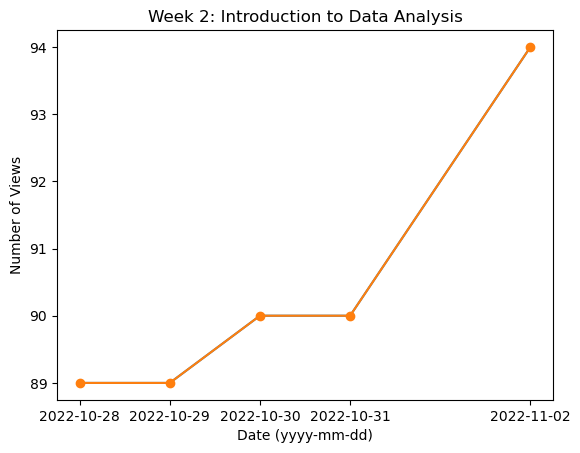 Week 2: Introduction to Data Analysis
94
93
92
91
90
89
Number of Views
2022-10-28 2022-10-29 2022-10-30 2022-10-31 2022-11-02
Date (yyyy-mm-dd)